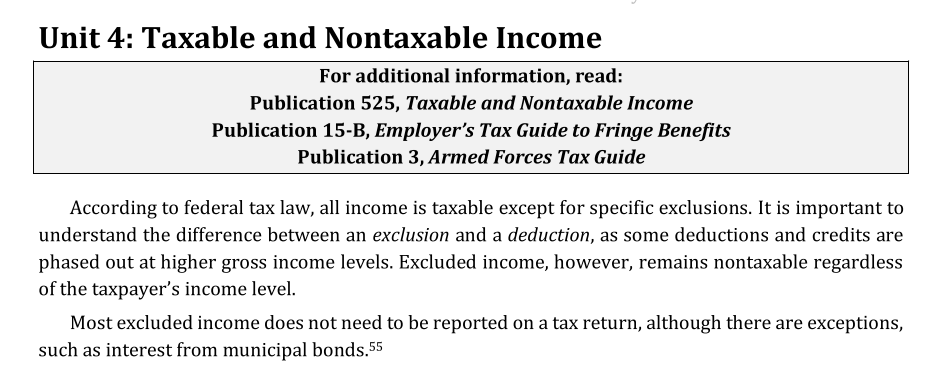 Unit 4: Taxable and Nontaxable Income
For additional information, read:
Publication 525, Taxable and Nontaxable Income
Publication 15-B, Employer’s Tax Guide to Fringe Benefits
Publication 3, Armed Forces Tax Guide
According to federal tax law, all income is taxable except for specific exclusions. It is important to
understand the difference between an exclusion and a deduction, as some deductions and credits are
phased out at higher gross income levels. Excluded income, however, remains nontaxable regardless
of the taxpayer’s income level.
Most excluded income does not need to be reported on a tax return, although there are exceptions,
such as interest from municipal bonds.55